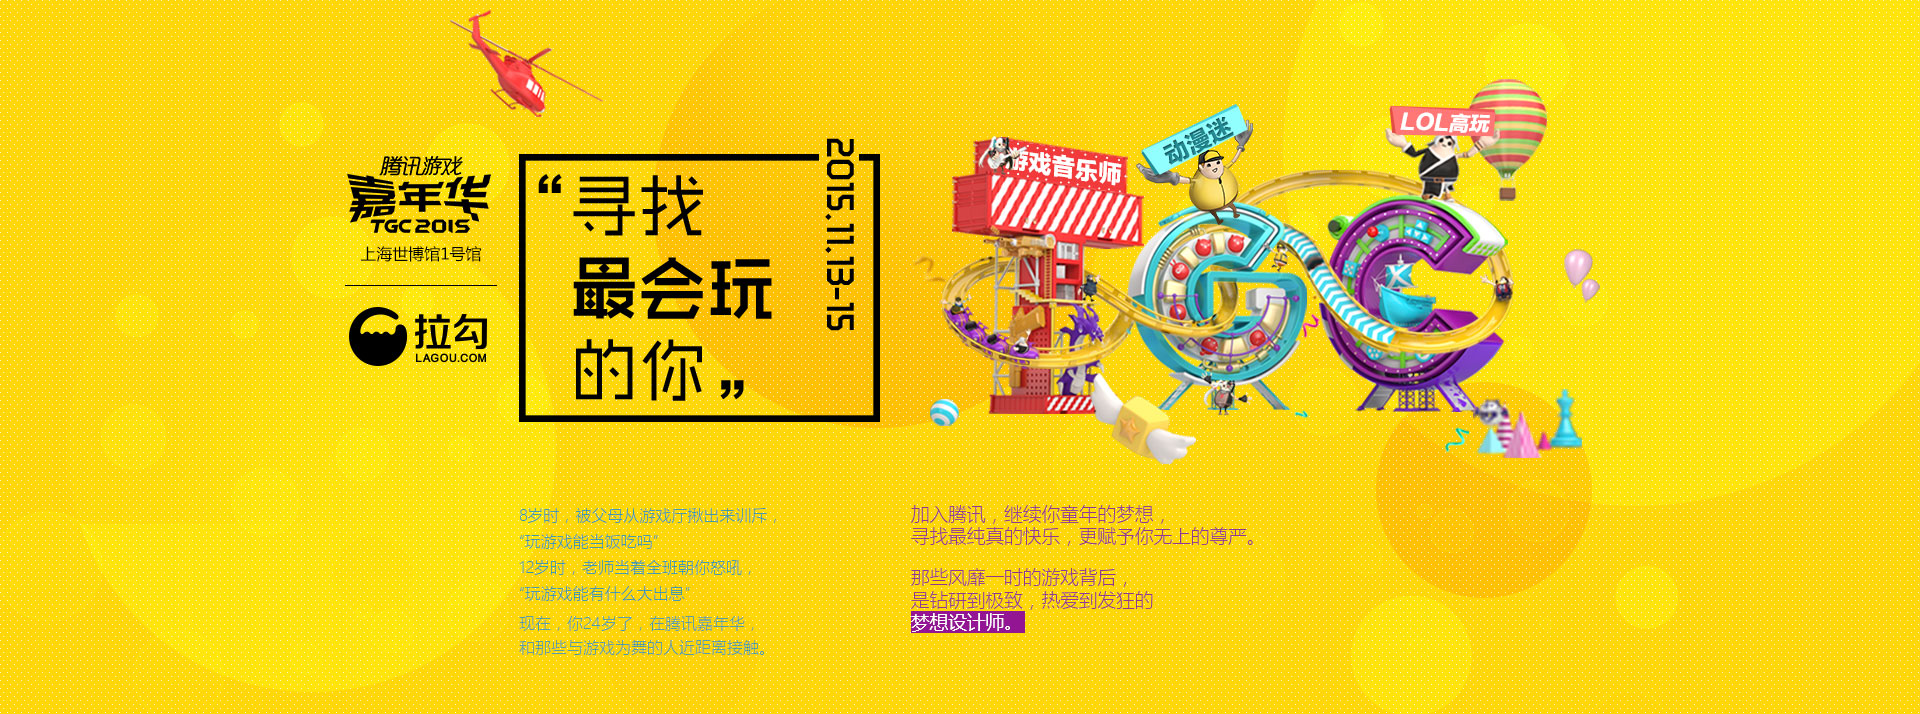 腾讯游戏
嘉年华
TGC 2015
上海世博馆1号馆
拉勾
LAGOU.COM
“寻找
最会玩
的你”
2015.11.13-15
游戏音乐师
动漫迷
LOL高玩
8岁时，被父母从游戏厅揪出来训斥，
“玩游戏能当饭吃吗”
12岁时，老师当着全班朝你怒吼，
“玩游戏能有什么大出息”
现在，你24岁了，在腾讯嘉年华，
和那些与游戏为舞的人近距离接触。
加入腾讯，继续你童年的梦想，
寻找最纯真的快乐，更赋予你无上的尊严。
那些风靡一时的游戏背后，
是钻研到极致，热爱到发狂的
梦想设计师。